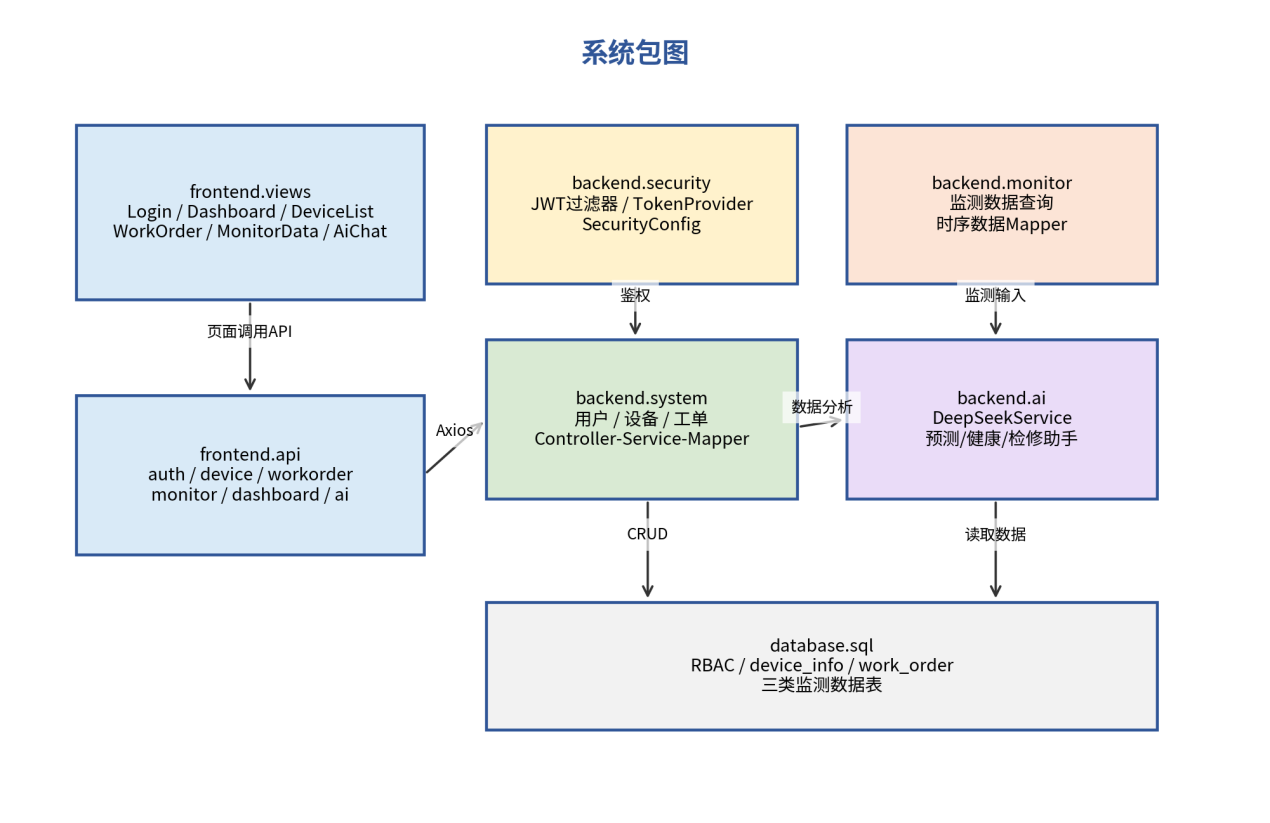 系统包图
frontend.views
Login / Dashboard / DeviceList
WorkOrder / MonitorData / AiChat
backend.security
JWT过滤器 / TokenProvider
SecurityConfig
backend.monitor
监测数据查询
时序数据Mapper
页面调用API
鉴权
监测输入
frontend.api
auth / device / workorder
monitor / dashboard / ai
Axios
backend.system
用户 / 设备 / 工单
Controller-Service-Mapper
数据分析
backend.ai
DeepSeekService
预测/健康/检修助手
CRUD
读取数据
database.sql
RBAC / device_info / work_order
三类监测数据表